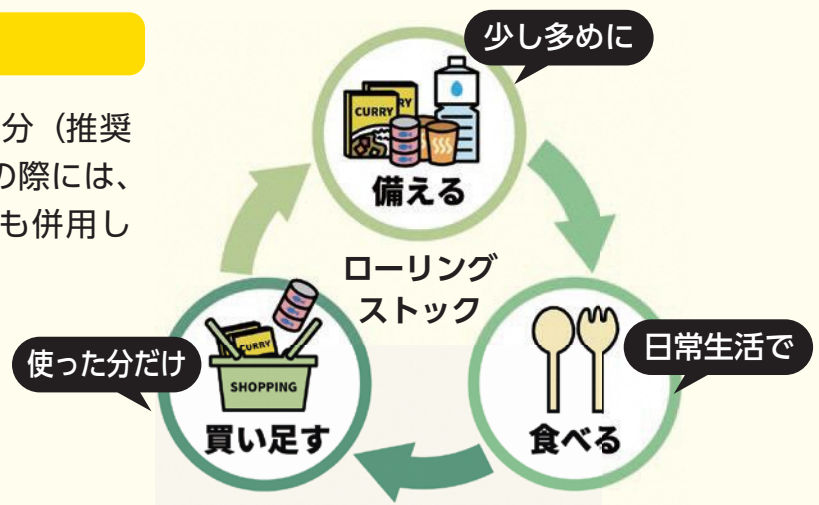 分（推奨
の際には、
も併用し
少し多めに
CURRY
RY
備える
ローリング
ストック
日常生活で
食べる
使った分だけ
CURRY
SHOPPING
買い足す